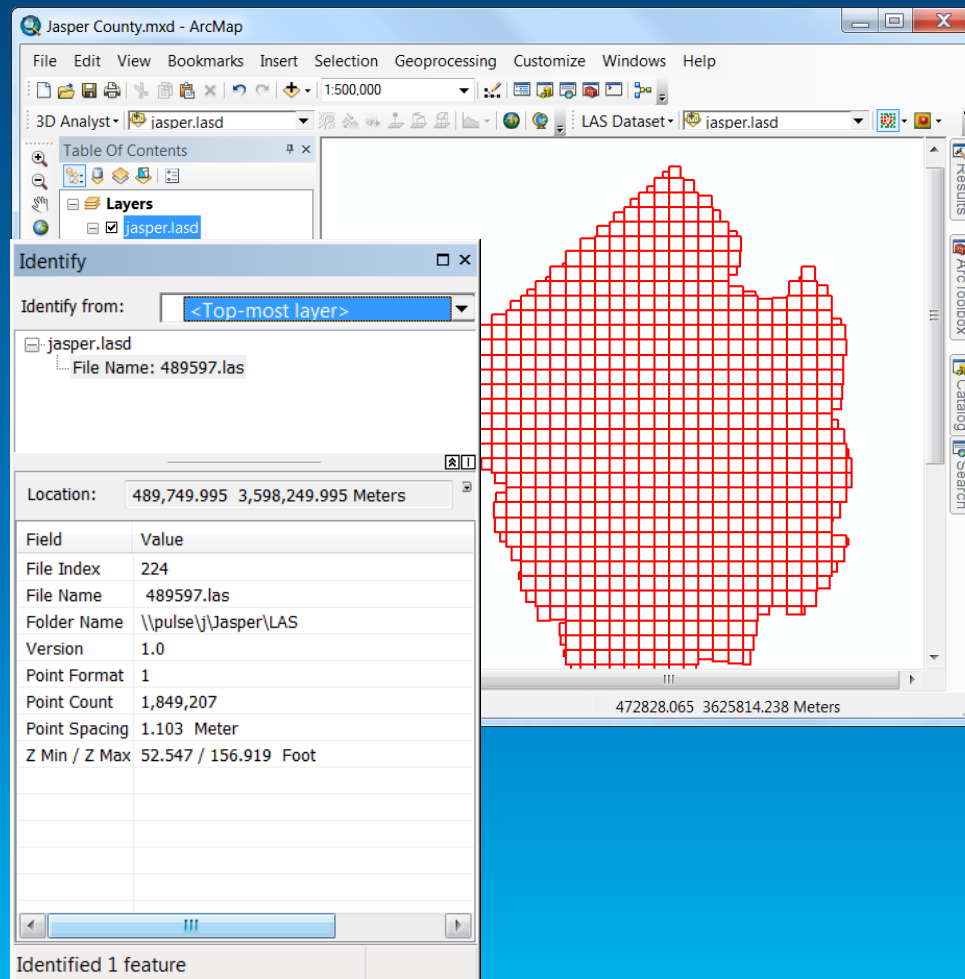 Jasper County.mxd - ArcMap
File Edit View Bookmarks Insert Selection Geoprocessing Customize Windows Help
1:500,000
3D Analyst jasper.lasd LAS Dataset jasper.lasd
Table Of Contents
Layers
jasper.lasd
Results
ArcToolbox
Catalog
Search
Identify
Identify from: <Top-most layer>
jasper.lasd
File Name: 489597.las
Location: 489,749.995 3,598,249.995 Meters
Field Value
File Index 224
File Name 489597.las
Folder Name \\pulse\j\Jasper\LAS
Version 1.0
Point Format 1
Point Count 1,849,207
Point Spacing 1.103 Meter
Z Min / Z Max 52.547 / 156.919 Foot
Identified 1 feature
472828.065 3625814.238 Meters